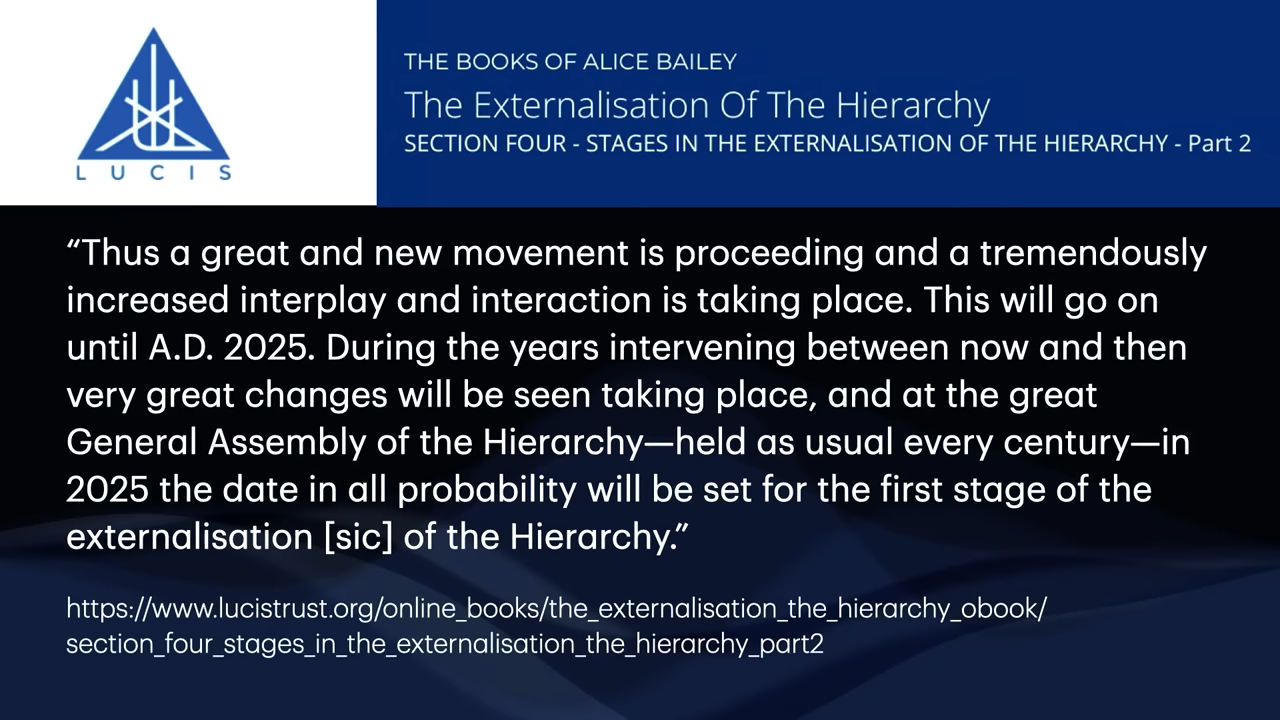 LUCIS
THE BOOKS OF ALICE BAILEY
The Externalisation Of The Hierarchy
SECTION FOUR - STAGES IN THE EXTERNALISATION OF THE HIERARCHY - Part 2
“Thus a great and new movement is proceeding and a tremendously
increased interplay and interaction is taking place. This will go on
until A.D. 2025. During the years intervening between now and then
very great changes will be seen taking place, and at the great
General Assembly of the Hierarchy—held as usual every century—in
2025 the date in all probability will be set for the first stage of the
externalisation [sic] of the Hierarchy.”
https://www.lucistrust.org/online_books/the_externalisation_the_hierarchy_obook/
section_four_stages_in_the_externalisation_the_hierarchy_part2